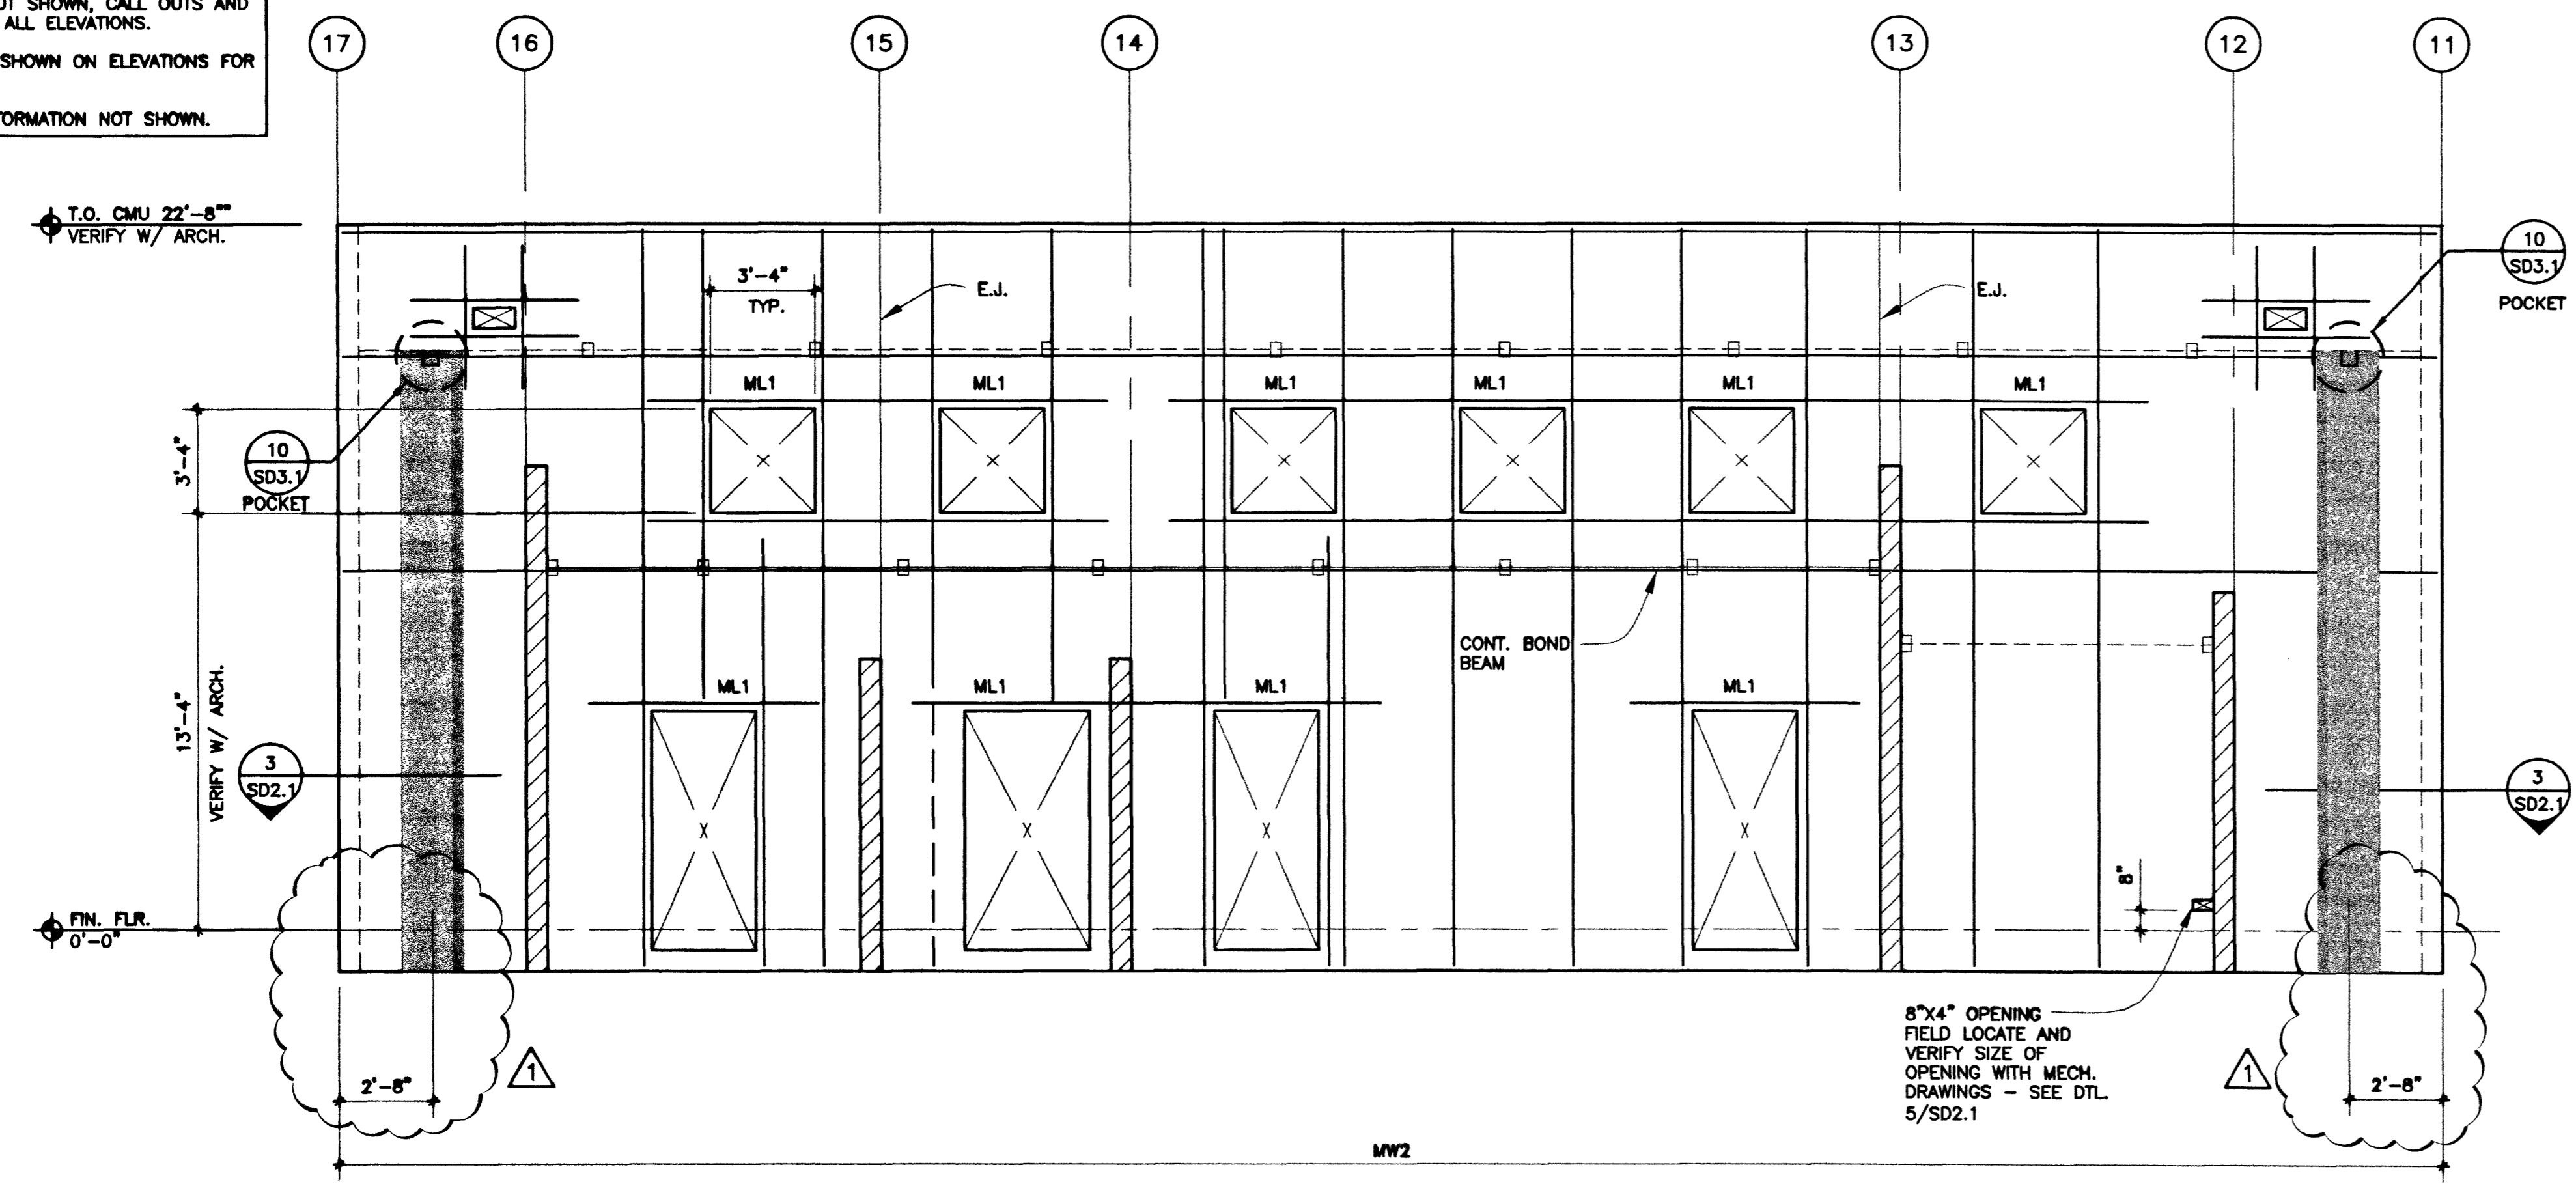 OT SHOWN, CALL OUTS AND
ALL ELEVATIONS.
SHOWN ON ELEVATIONS FOR
FORMATION NOT SHOWN.
17
16
15
14
13
12
11
T.O. CMU 22'-8""
VERIFY W/ ARCH.
10
SD3.1
POCKET
3'-4"
TYP.
E.J.
E.J.
ML1
ML1
ML1
ML1
ML1
ML1
3'-4"
10
SD3.1
POCKET
CONT. BOND
BEAM
ML1
ML1
ML1
ML1
13'-4"
VERIFY W/ ARCH.
3
SD2.1
3
SD2.1
8"
FIN. FLR.
0'-0"
8"X4" OPENING
FIELD LOCATE AND
VERIFY SIZE OF
OPENING WITH MECH.
DRAWINGS – SEE DTL.
5/SD2.1
1
1
2'-8"
2'-8"
MW2